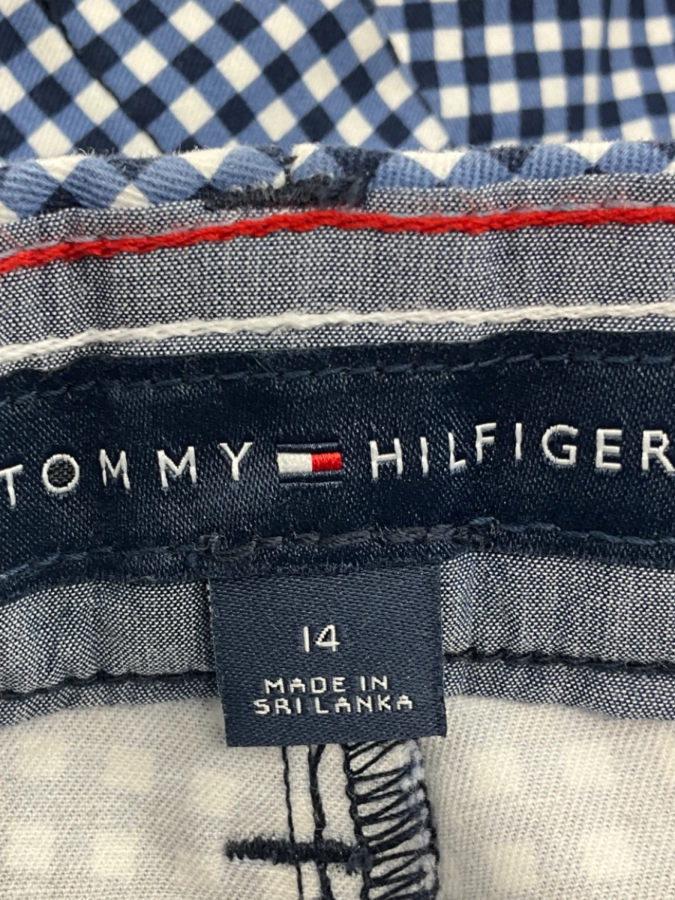 TOMMY HILFIGER
14
MADE IN
SRI LANKA